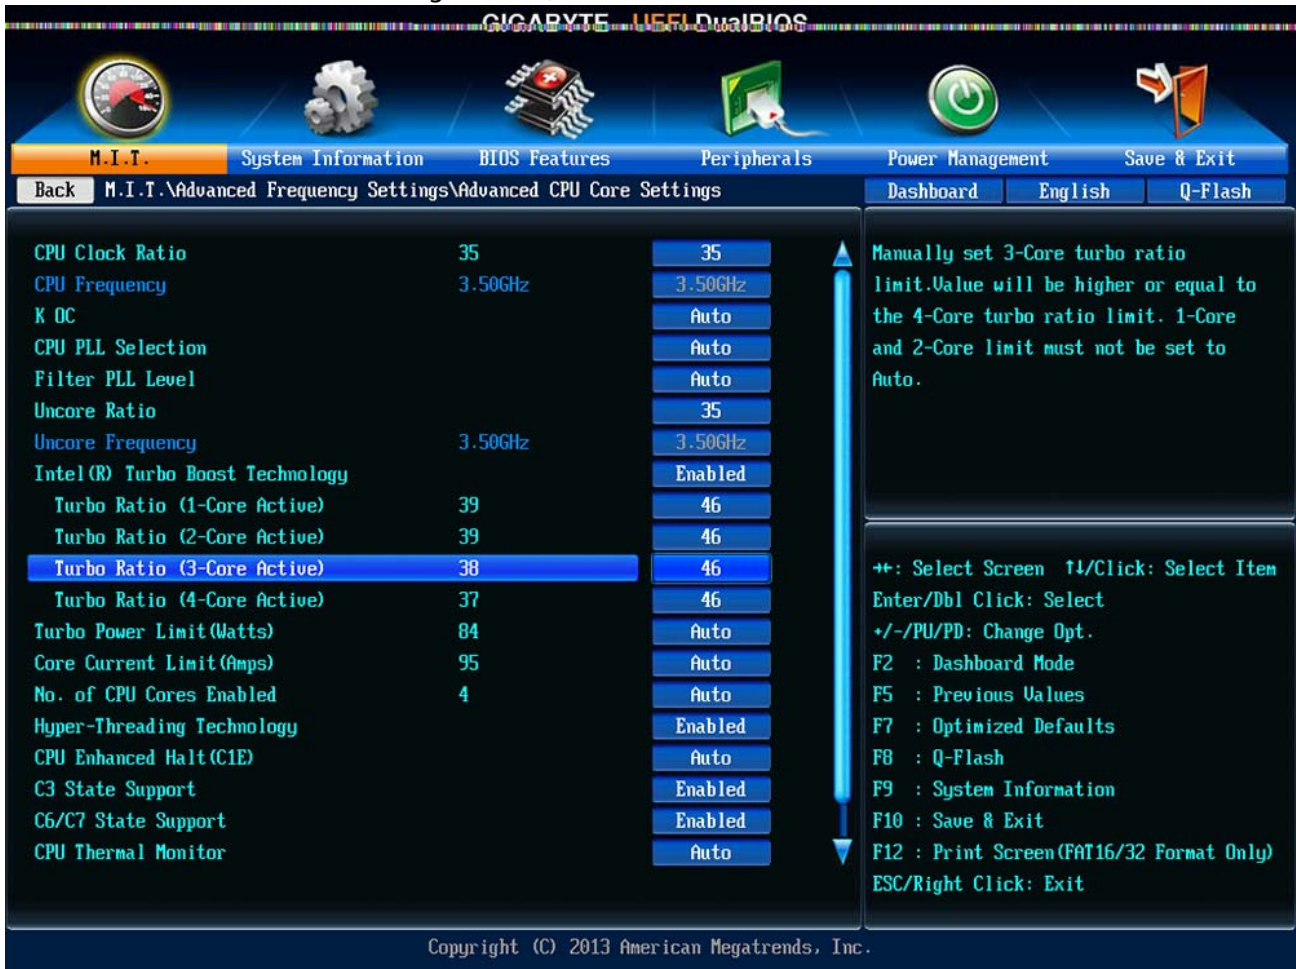 GIGABYTE UEFI DualBIOS
M.I.T. System Information BIOS Features Peripherals Power Management Save & Exit
Back M.I.T.\Advanced Frequency Settings\Advanced CPU Core Settings Dashboard English Q-Flash
CPU Clock Ratio 35 35
CPU Frequency 3.50GHz 3.50GHz
K OC Auto
CPU PLL Selection Auto
Filter PLL Level Auto
Uncore Ratio 35
Uncore Frequency 3.50GHz 3.50GHz
Intel(R) Turbo Boost Technology Enabled
Turbo Ratio (1-Core Active) 39 46
Turbo Ratio (2-Core Active) 39 46
Turbo Ratio (3-Core Active) 38 46
Turbo Ratio (4-Core Active) 37 46
Turbo Power Limit(Watts) 84 Auto
Core Current Limit(Amps) 95 Auto
No. of CPU Cores Enabled 4 Auto
Hyper-Threading Technology Enabled
CPU Enhanced Halt(C1E) Auto
C3 State Support Enabled
C6/C7 State Support Enabled
CPU Thermal Monitor Auto
Manually set 3-Core turbo ratio
limit.Value will be higher or equal to
the 4-Core turbo ratio limit. 1-Core
and 2-Core limit must not be set to
Auto.
→←: Select Screen ↑↓/Click: Select Item
Enter/Dbl Click: Select
+/-/PU/PD: Change Opt.
F2 : Dashboard Mode
F5 : Previous Values
F7 : Optimized Defaults
F8 : Q-Flash
F9 : System Information
F10 : Save & Exit
F12 : Print Screen(FAT16/32 Format Only)
ESC/Right Click: Exit
Copyright (C) 2013 American Megatrends, Inc.